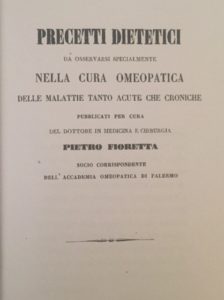 PRECETTI DIETETICI
DA OSSERVARSI SPECIALMENTE
NELLA CURA OMEOPATICA
DELLE MALATTIE TANTO ACUTE CHE CRONICHE
PUBBLICATI PER CURA
DEL DOTTORE IN MEDICINA E CHIRURGIA
PIETRO FIORETTA
SOCIO CORRISPONDENTE
DELL'ACCADEMIA OMEOPATICA DI PALERMO